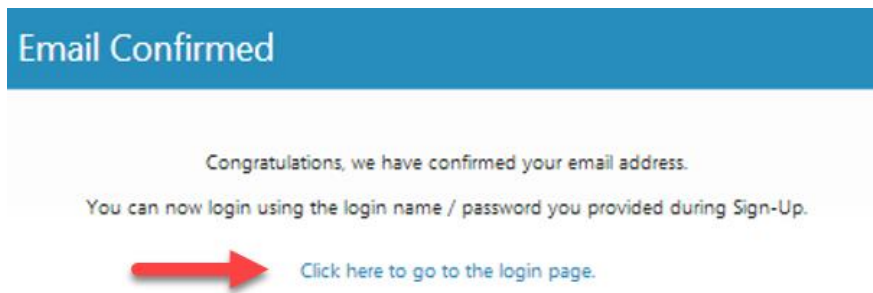 Email Confirmed
Congratulations, we have confirmed your email address.
You can now login using the login name / password you provided during Sign-Up.
Click here to go to the login page.